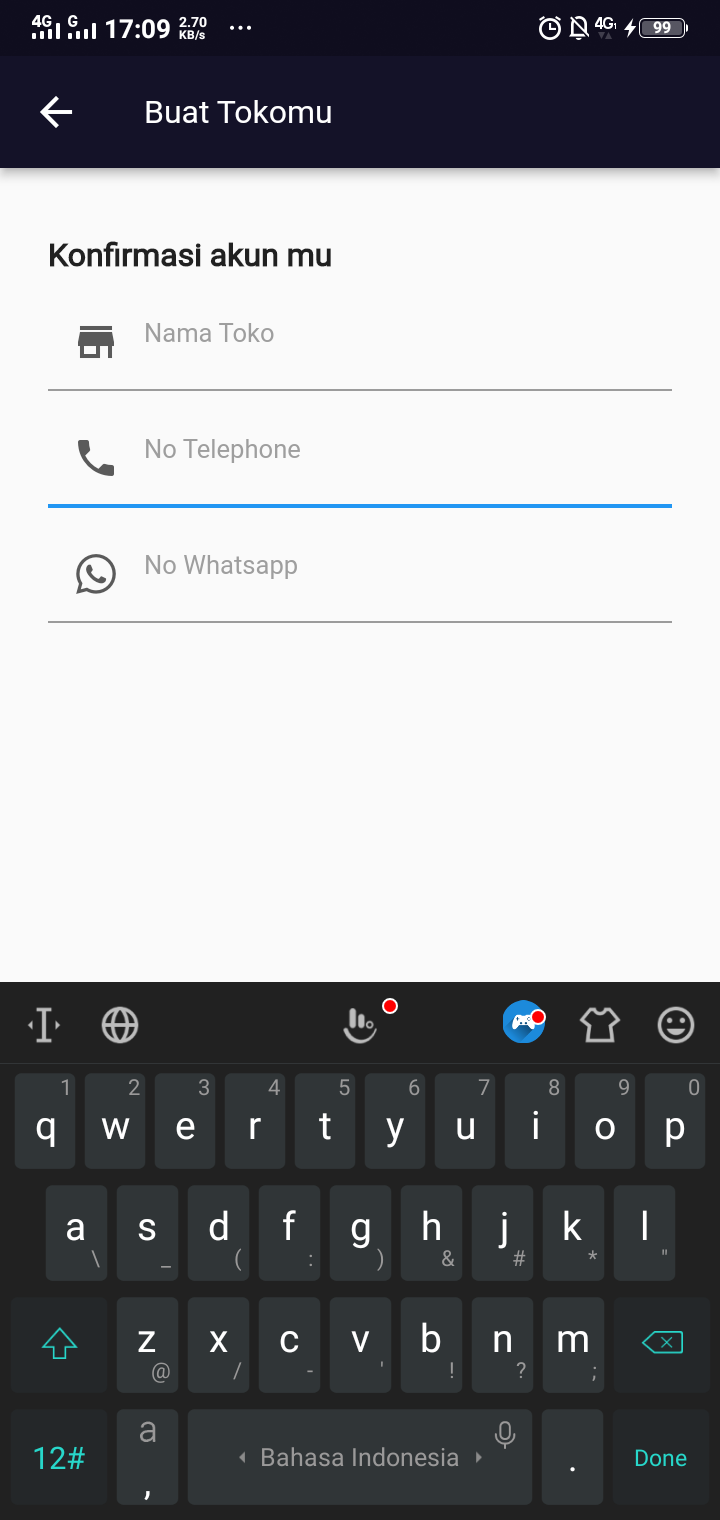 4G G 17:09 2.70 KB/s ... 4G 99
Buat Tokomu
Konfirmasi akun mu
Nama Toko
No Telephone
No Whatsapp
1 2 3 4 5 6 7 8 9 0
q w e r t y u i o p
a s d f g h j k l
\ _ ( : ) & # * "
z x c v b n m
@ / - ' ! ? ;
12# a , Bahasa Indonesia . Done